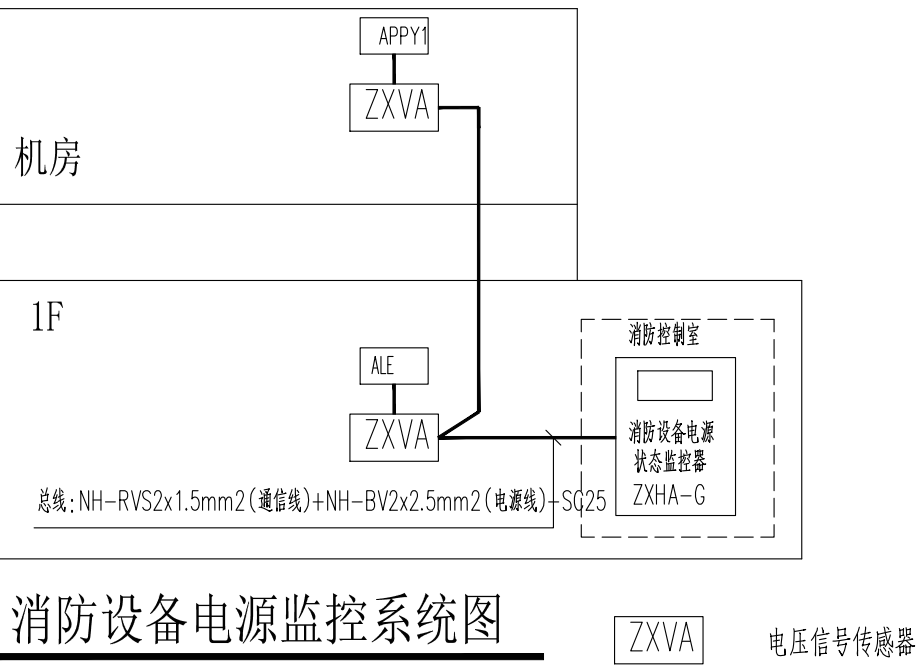 APPY1
ZXVA
机房
1F
消防控制室
ALE
ZXVA
消防设备电源
状态监控器
ZXHA-G
总线:NH-RVS2x1.5mm2(通信线)+NH-BV2x2.5mm2(电源线)-SC25
消防设备电源监控系统图
ZXVA
电压信号传感器